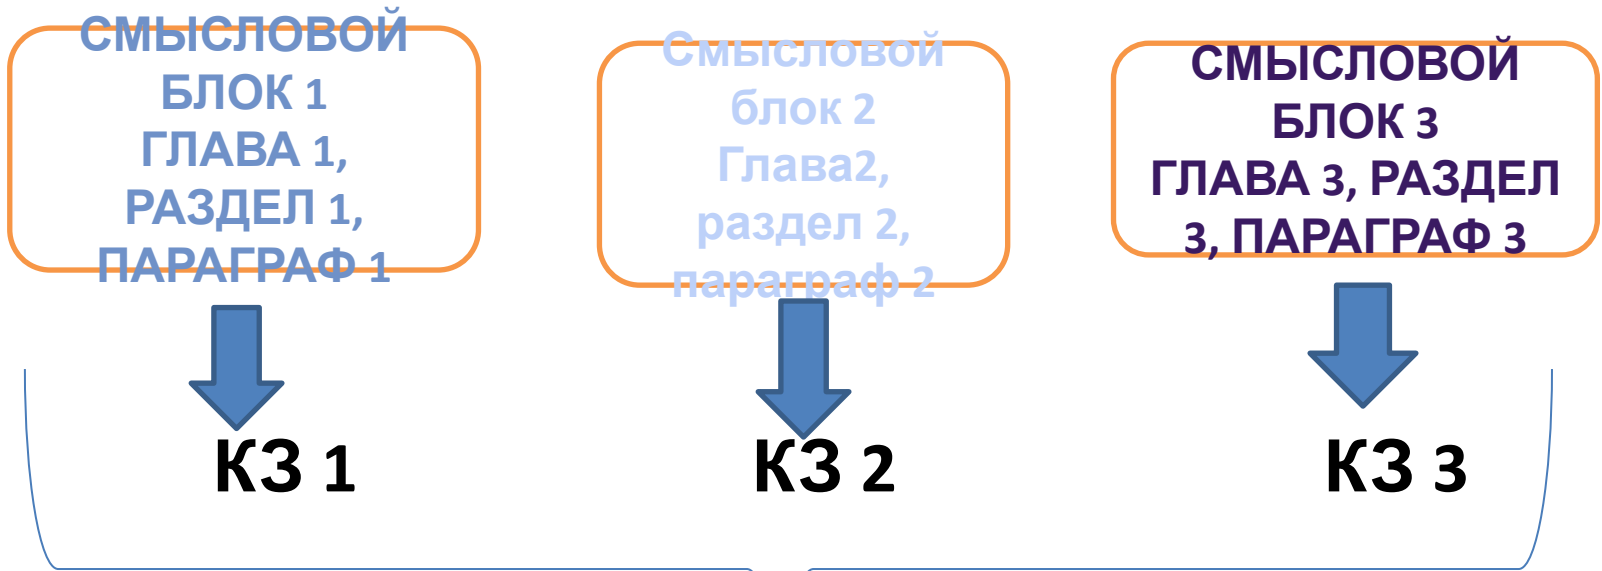 СМЫСЛОВОЙ
БЛОК 1
ГЛАВА 1,
РАЗДЕЛ 1,
ПАРАГРАФ 1
Смысловой
блок 2
Глава2,
раздел 2,
параграф 2
СМЫСЛОВОЙ
БЛОК 3
ГЛАВА 3, РАЗДЕЛ
3, ПАРАГРАФ 3
КЗ 1
КЗ 2
КЗ 3